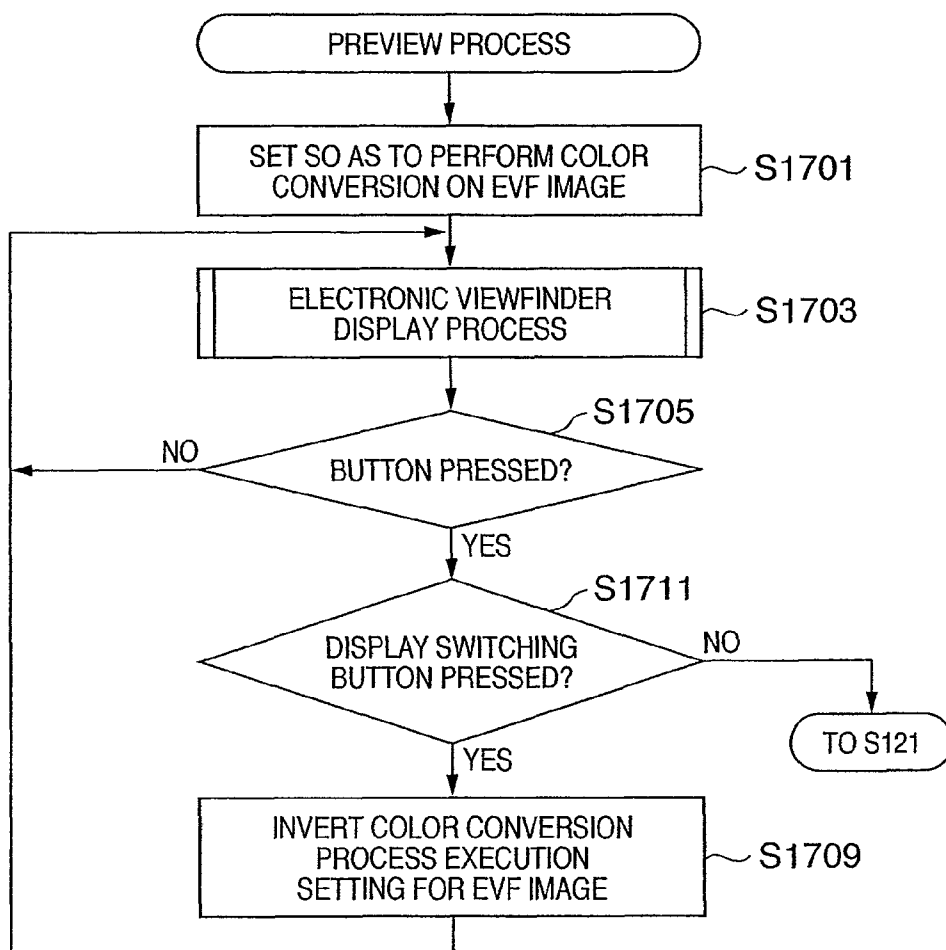 PREVIEW PROCESS
SET SO AS TO PERFORM COLOR
CONVERSION ON EVF IMAGE
S1701
ELECTRONIC VIEWFINDER
DISPLAY PROCESS
S1703
S1705
NO
BUTTON PRESSED?
YES
S1711
DISPLAY SWITCHING
BUTTON PRESSED?
NO
TO S121
YES
INVERT COLOR CONVERSION
PROCESS EXECUTION
SETTING FOR EVF IMAGE
S1709